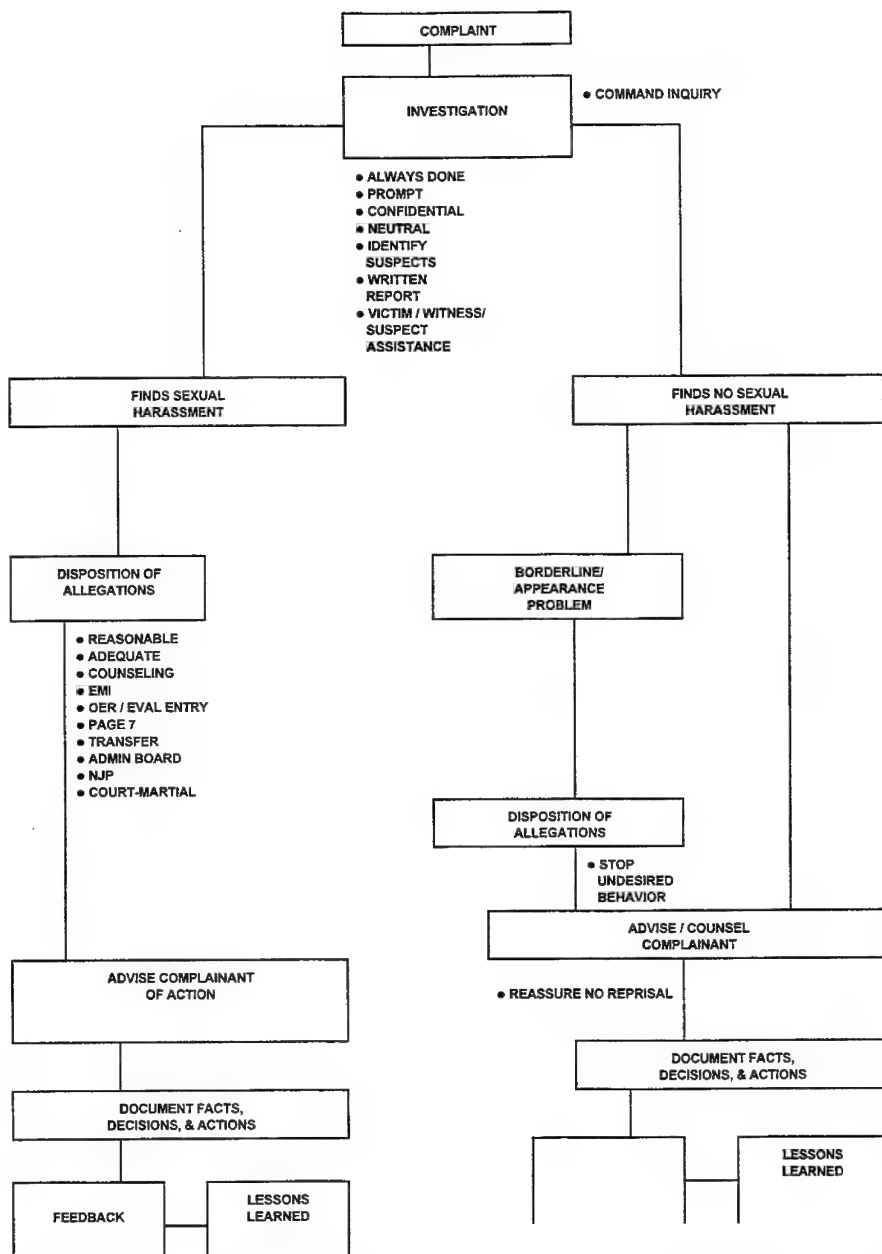 COMPLAINT
INVESTIGATION
● COMMAND INQUIRY
● ALWAYS DONE
● PROMPT
● CONFIDENTIAL
● NEUTRAL
● IDENTIFY
SUSPECTS
● WRITTEN
REPORT
● VICTIM / WITNESS/
SUSPECT
ASSISTANCE
FINDS SEXUAL
HARASSMENT
FINDS NO SEXUAL
HARASSMENT
DISPOSITION OF
ALLEGATIONS
● REASONABLE
● ADEQUATE
● COUNSELING
● EMI
● OER / EVAL ENTRY
● PAGE 7
● TRANSFER
● ADMIN BOARD
● NJP
● COURT-MARTIAL
BORDERLINE/
APPEARANCE
PROBLEM
DISPOSITION OF
ALLEGATIONS
● STOP
UNDESIRED
BEHAVIOR
ADVISE / COUNSEL
COMPLAINANT
● REASSURE NO REPRISAL
ADVISE COMPLAINANT
OF ACTION
DOCUMENT FACTS,
DECISIONS, & ACTIONS
DOCUMENT FACTS,
DECISIONS, & ACTIONS
LESSONS
LEARNED
FEEDBACK
LESSONS
LEARNED